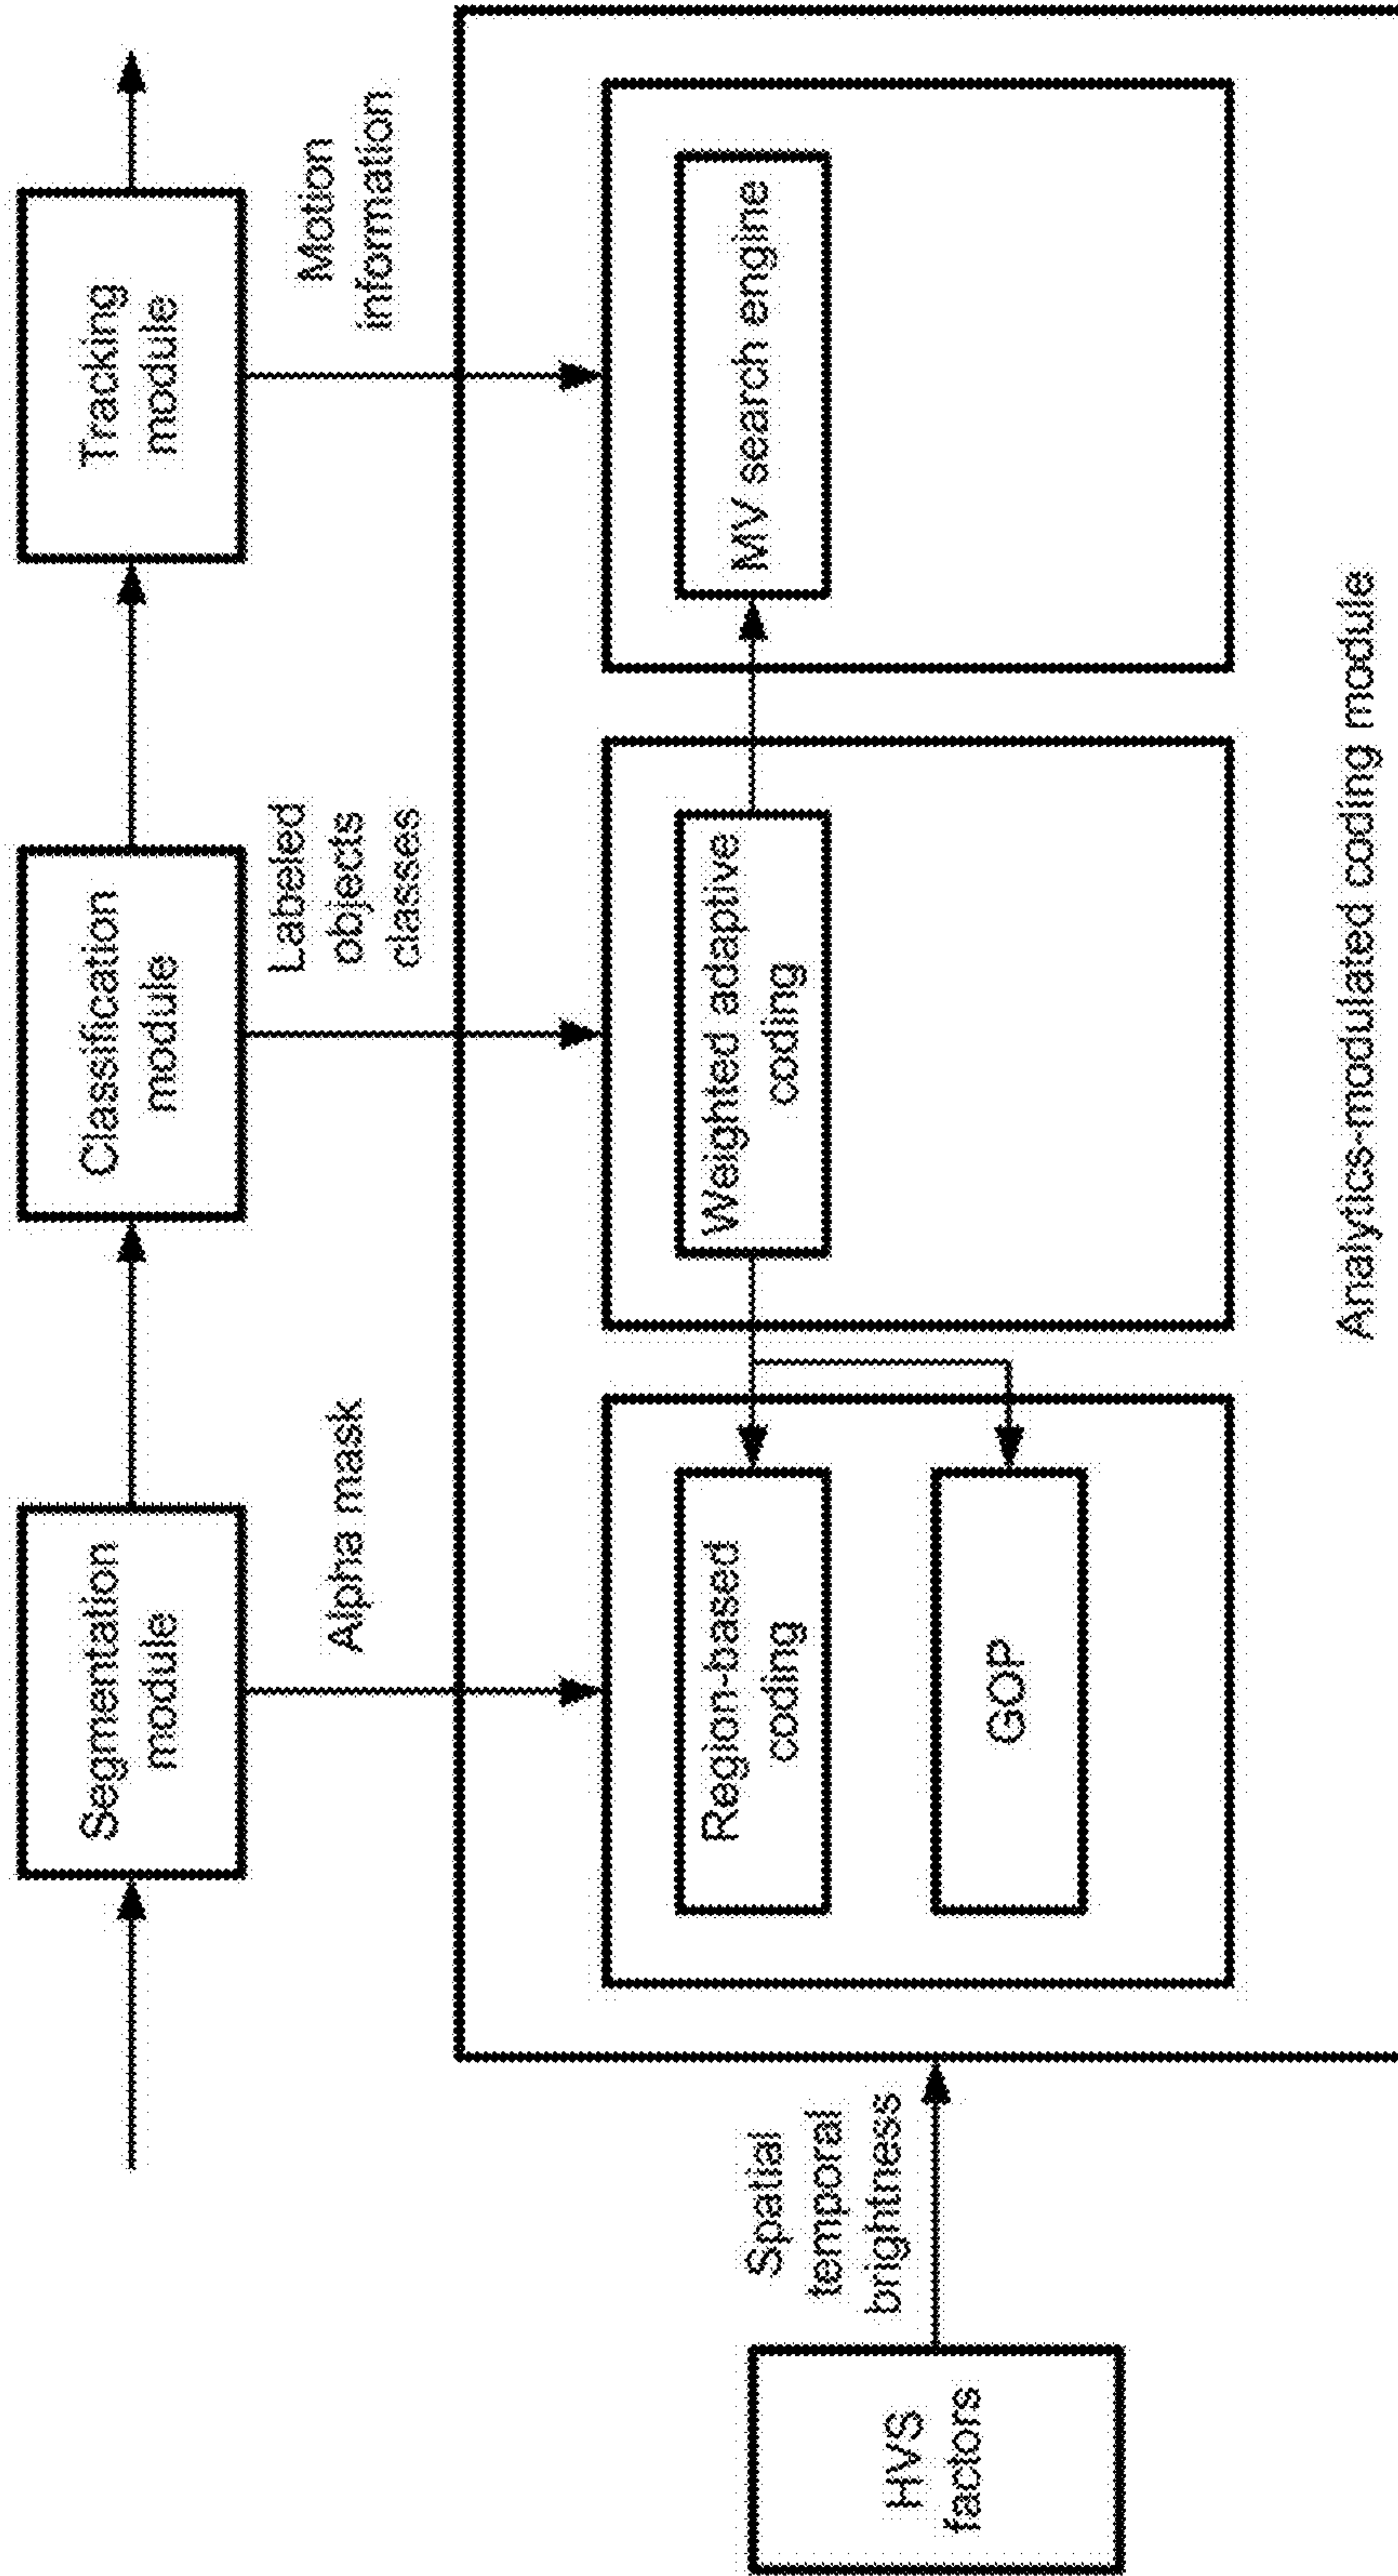 Segmentation
module
Classification
module
Tracking
module
Alpha mask
Labeled
objects
classes
Motion
information
HVS
factors
Spatial
temporal
brightness
Region-based
coding
GOP
Weighted adaptive
coding
MV search engine
Analytics-modulated coding module